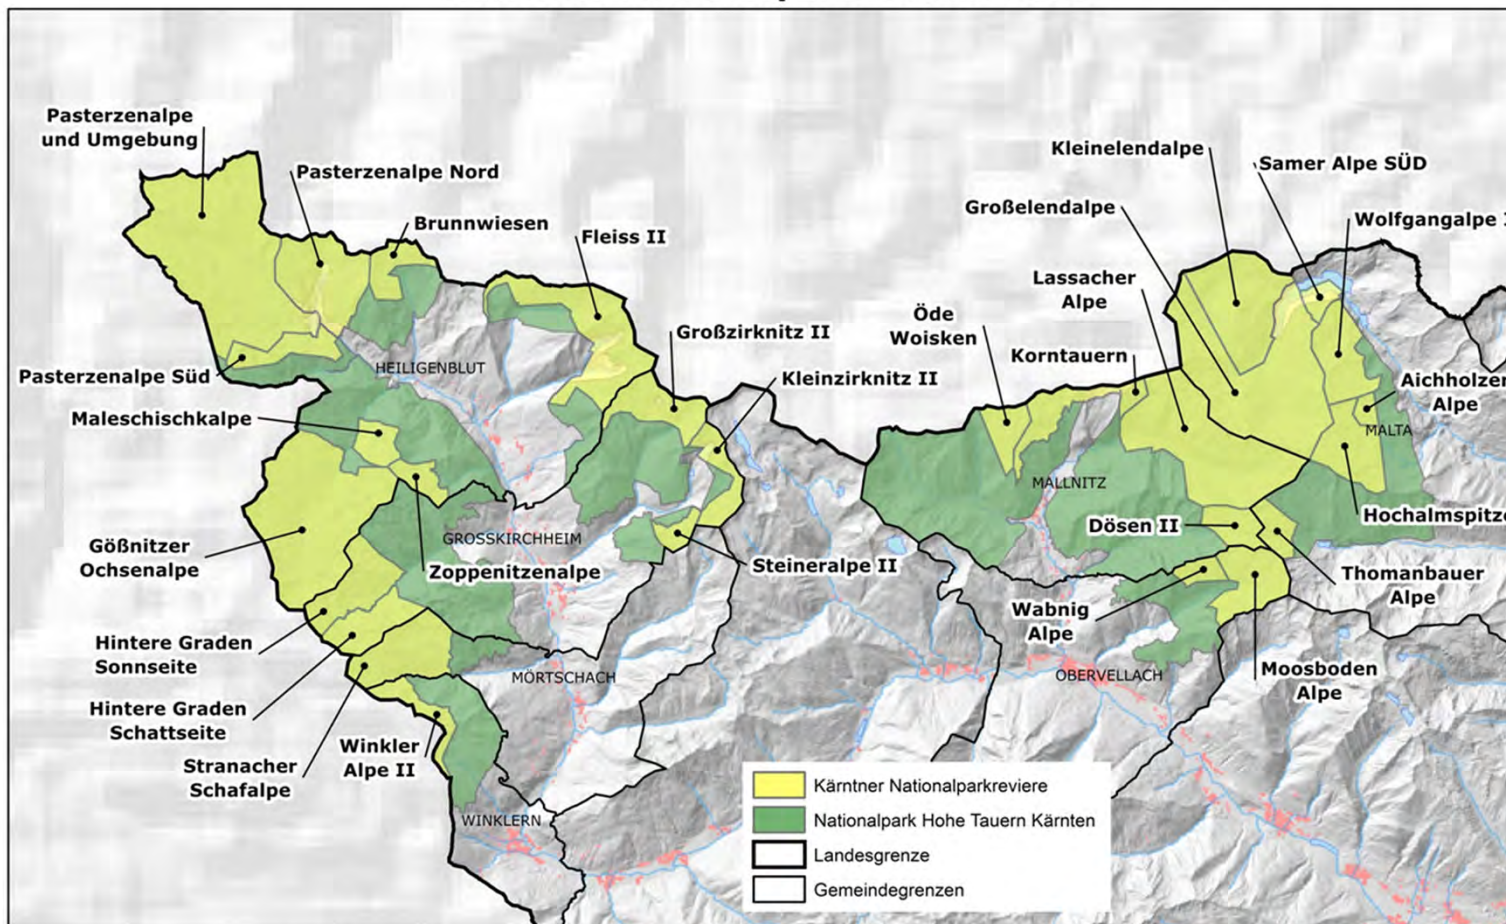 Pasterzenalpe
und Umgebung
Pasterzenalpe Nord
Brunnwiesen
Fleiss II
Großzirknitz II
Kleinzirknitz II
Pasterzenalpe Süd
HEILIGENBLUT
Maleschischkalpe
Gößnitzer
Ochsenalpe
GROSSKIRCHHEIM
Zoppenitzenalpe
Steineralpe II
Hintere Graden
Sonnseite
Hintere Graden
Schattseite
Stranacher
Schafalpe
Winkler
Alpe II
MÖRTSCHACH
WINKLERN
Kleinelendalpe
Samer Alpe SÜD
Großelendalpe
Wolfgangalpe
Lassacher
Alpe
Öde
Woisken
Korntauern
Aichholzer
Alpe
MALTA
MALLNITZ
Dösen II
Hochalmspitze
Thomanbauer
Alpe
Wabnig
Alpe
OBERVELLACH
Moosboden
Alpe
Kärntner Nationalparkreviere
Nationalpark Hohe Tauern Kärnten
Landesgrenze
Gemeindegrenzen